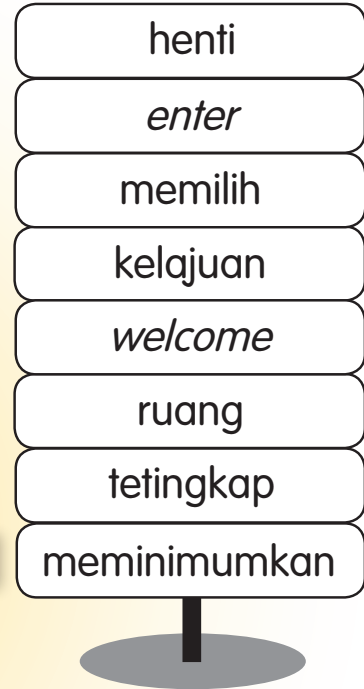 henti
enter
memilih
kelajuan
welcome
ruang
tetingkap
meminimumkan